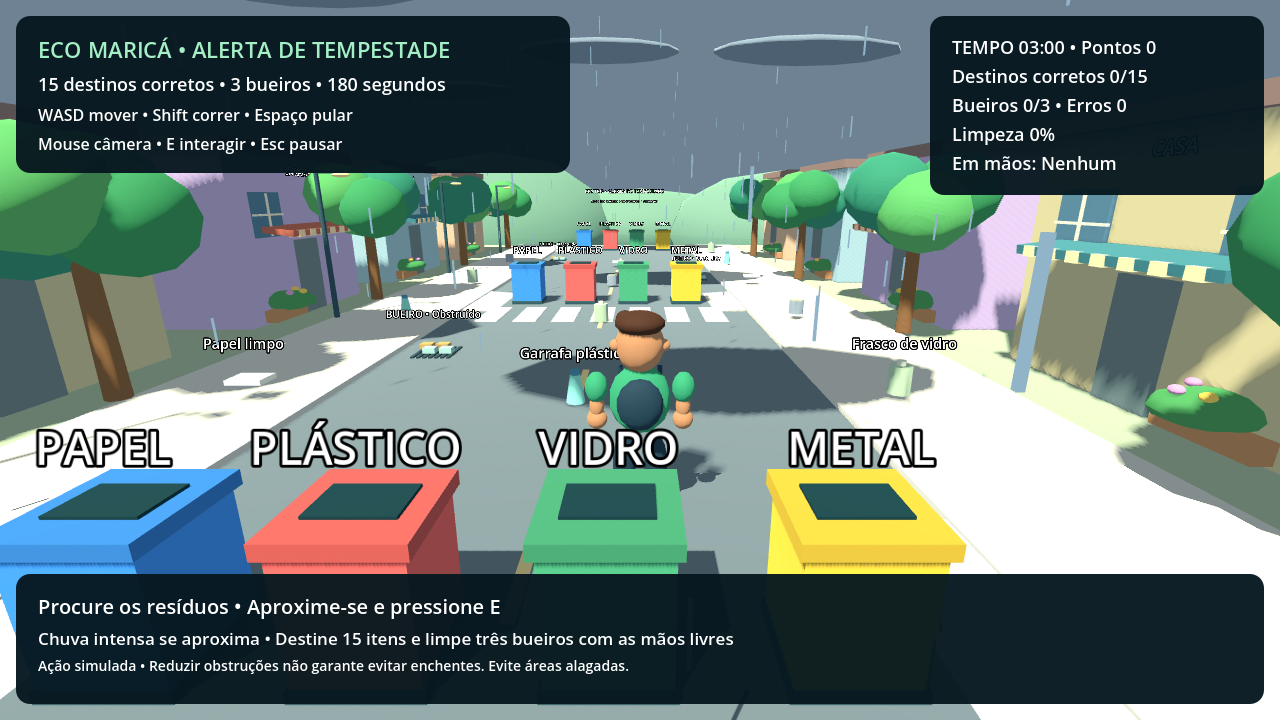 ECO MARICÁ • ALERTA DE TEMPESTADE
15 destinos corretos • 3 bueiros • 180 segundos
WASD mover • Shift correr • Espaço pular
Mouse câmera • E interagir • Esc pausar
TEMPO 03:00 • Pontos 0
Destinos corretos 0/15
Bueiros 0/3 • Erros 0
Limpeza 0%
Em mãos: Nenhum
CASA
PAPEL PLÁSTICO VIDRO METAL
BUEIRO • Obstruído
Papel limpo
Garrafa plástic
Frasco de vidro
PAPEL PLÁSTICO VIDRO METAL
Procure os resíduos • Aproxime-se e pressione E
Chuva intensa se aproxima • Destine 15 itens e limpe três bueiros com as mãos livres
Ação simulada • Reduzir obstruções não garante evitar enchentes. Evite áreas alagadas.